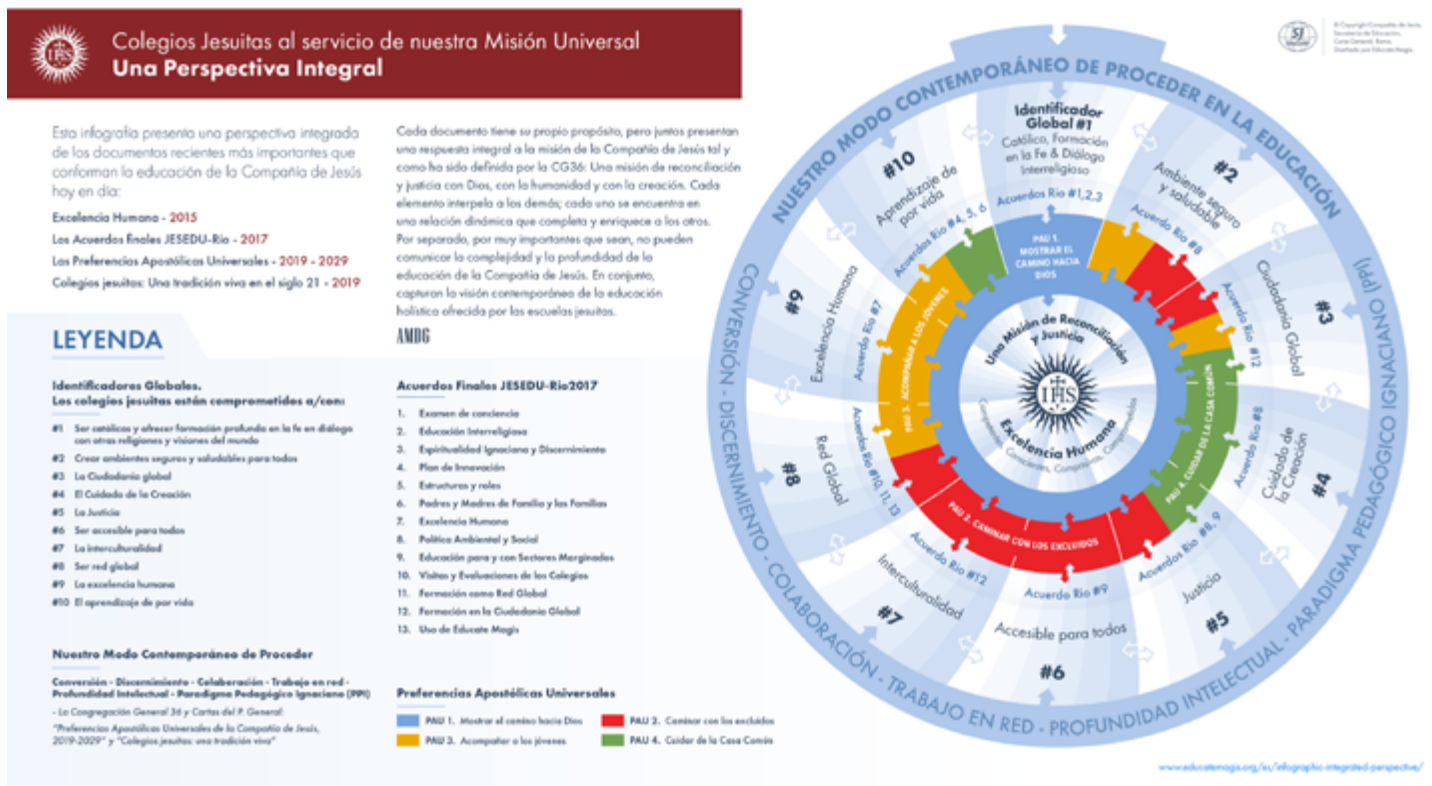 IHS
Colegios Jesuitas al servicio de nuestra Misión Universal
Una Perspectiva Integral
Esta infografía presenta una perspectiva integrada
de los documentos recientes más importantes que
conforman la educación de la Compañía de Jesús
hoy en día:
Excelencia Humana - 2015
Los Acuerdos finales JESEDU-Rio - 2017
Las Preferencias Apostólicas Universales - 2019 - 2029
Colegios jesuitas: Una tradición viva en el siglo 21 - 2019
Cada documento tiene su propio propósito, pero juntos presentan
una respuesta integral a la misión de la Compañía de Jesús tal y
como ha sido definida por la CG36: Una misión de reconciliación
y justicia con Dios, con la humanidad y con la creación. Cada
elemento interpela a los demás; cada uno se encuentra en
una relación dinámica que completa y enriquece a los otros.
Por separado, por muy importantes que sean, no pueden
comunicar la complejidad y la profundidad de la
educación de la Compañía de Jesús. En conjunto,
capturan la visión contemporánea de la educación
holística ofrecida por las escuelas jesuitas.
AMDG
LEYENDA
Identificadores Globales.
Los colegios jesuitas están comprometidos a/con:
#1 Ser católicos y ofrecer formación profunda en la fe en diálogo
con otras religiones y visiones del mundo
#2 Crear ambientes seguros y saludables para todos
#3 La Ciudadanía global
#4 El Cuidado de la Creación
#5 La Justicia
#6 Ser accesible para todos
#7 La interculturalidad
#8 Ser red global
#9 La excelencia humana
#10 El aprendizaje de por vida
Nuestro Modo Contemporáneo de Proceder
Conversión - Discernimiento - Colaboración - Trabajo en red -
Profundidad Intelectual - Paradigma Pedagógico Ignaciano (PPI)
- La Congregación General 36 y Cartas del P. General:
"Preferencias Apostólicas Universales de la Compañía de Jesús,
2019-2029" y "Colegios jesuitas: una tradición viva"
Acuerdos Finales JESEDU-Rio2017
1. Examen de conciencia
2. Educación Interreligiosa
3. Espiritualidad Ignaciana y Discernimiento
4. Plan de Innovación
5. Estructuras y roles
6. Padres y Madres de Familia y las Familias
7. Excelencia Humana
8. Política Ambiental y Social
9. Educación para y con Sectores Marginados
10. Visitas y Evaluaciones de los Colegios
11. Formación como Red Global
12. Formación en la Ciudadanía Global
13. Uso de Educate Magis
Preferencias Apostólicas Universales
PAU 1. Mostrar el camino hacia Dios
PAU 2. Caminar con los excluidos
PAU 3. Acompañar a los jóvenes
PAU 4. Cuidar de la Casa Común
NUESTRO MODO CONTEMPORÁNEO DE PROCEDER EN LA EDUCACIÓN
CONVERSIÓN - DISCERNIMIENTO - COLABORACIÓN - TRABAJO EN RED - PROFUNDIDAD INTELECTUAL - PARADIGMA PEDAGÓGICO IGNACIANO (PPI)
Identificador
Global #1
Católico, Formación
en la Fe & Diálogo
Interreligioso
Acuerdos Rio #1,2,3
#2
Ambiente seguro
y saludable
Acuerdo Rio #8
#3
Ciudadanía Global
Acuerdo Rio #12
#4
Cuidado de
la Creación
Acuerdo Rio #8
#5
Justicia
Acuerdos Rio #8, 9
#6
Accesible para todos
Acuerdo Rio #9
#7
Interculturalidad
Acuerdo Rio #12
#8
Red Global
Acuerdos Rio #10, 11, 13
#9
Excelencia Humana
Acuerdo Rio #7
#10
Aprendizaje de
por vida
Acuerdos Rio #4, 5, 6
PAU 1.
MOSTRAR EL
CAMINO HACIA
DIOS
PAU 4. CUIDAR DE LA CASA COMÚN
PAU 2. CAMINAR CON LOS EXCLUIDOS
PAU 3. ACOMPAÑAR A LOS JÓVENES
Una Misión de Reconciliación
y Justicia
IHS
Excelencia Humana
Competentes, Conscientes, Compasivos, Comprometidos
SJ
© Copyright Compañía de Jesús,
Secretaría de Educación,
Curia General, Roma.
Diseñado por Educate Magis.
www.educatemagis.org/es/infographic-integrated-perspective/